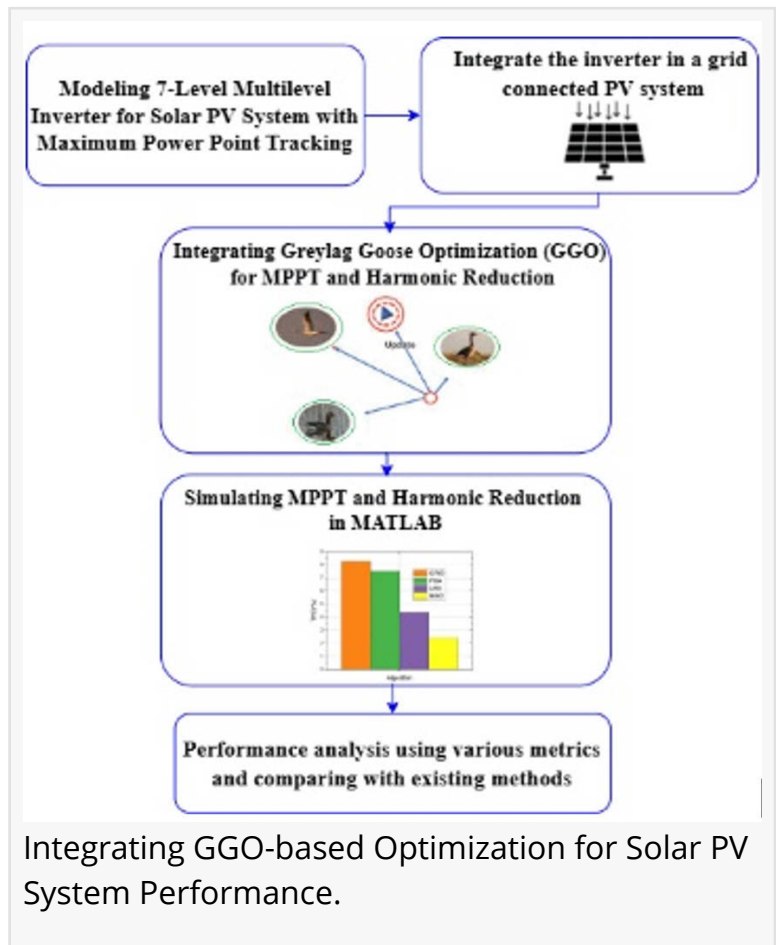 Modeling 7-Level Multilevel
Inverter for Solar PV System with
Maximum Power Point Tracking
Integrate the inverter in a grid
connected PV system
Integrating Greylag Goose Optimization (GGO)
for MPPT and Harmonic Reduction
Update
Simulating MPPT and Harmonic Reduction
in MATLAB
Performance analysis using various metrics
and comparing with existing methods
Integrating GGO-based Optimization for Solar PV
System Performance.